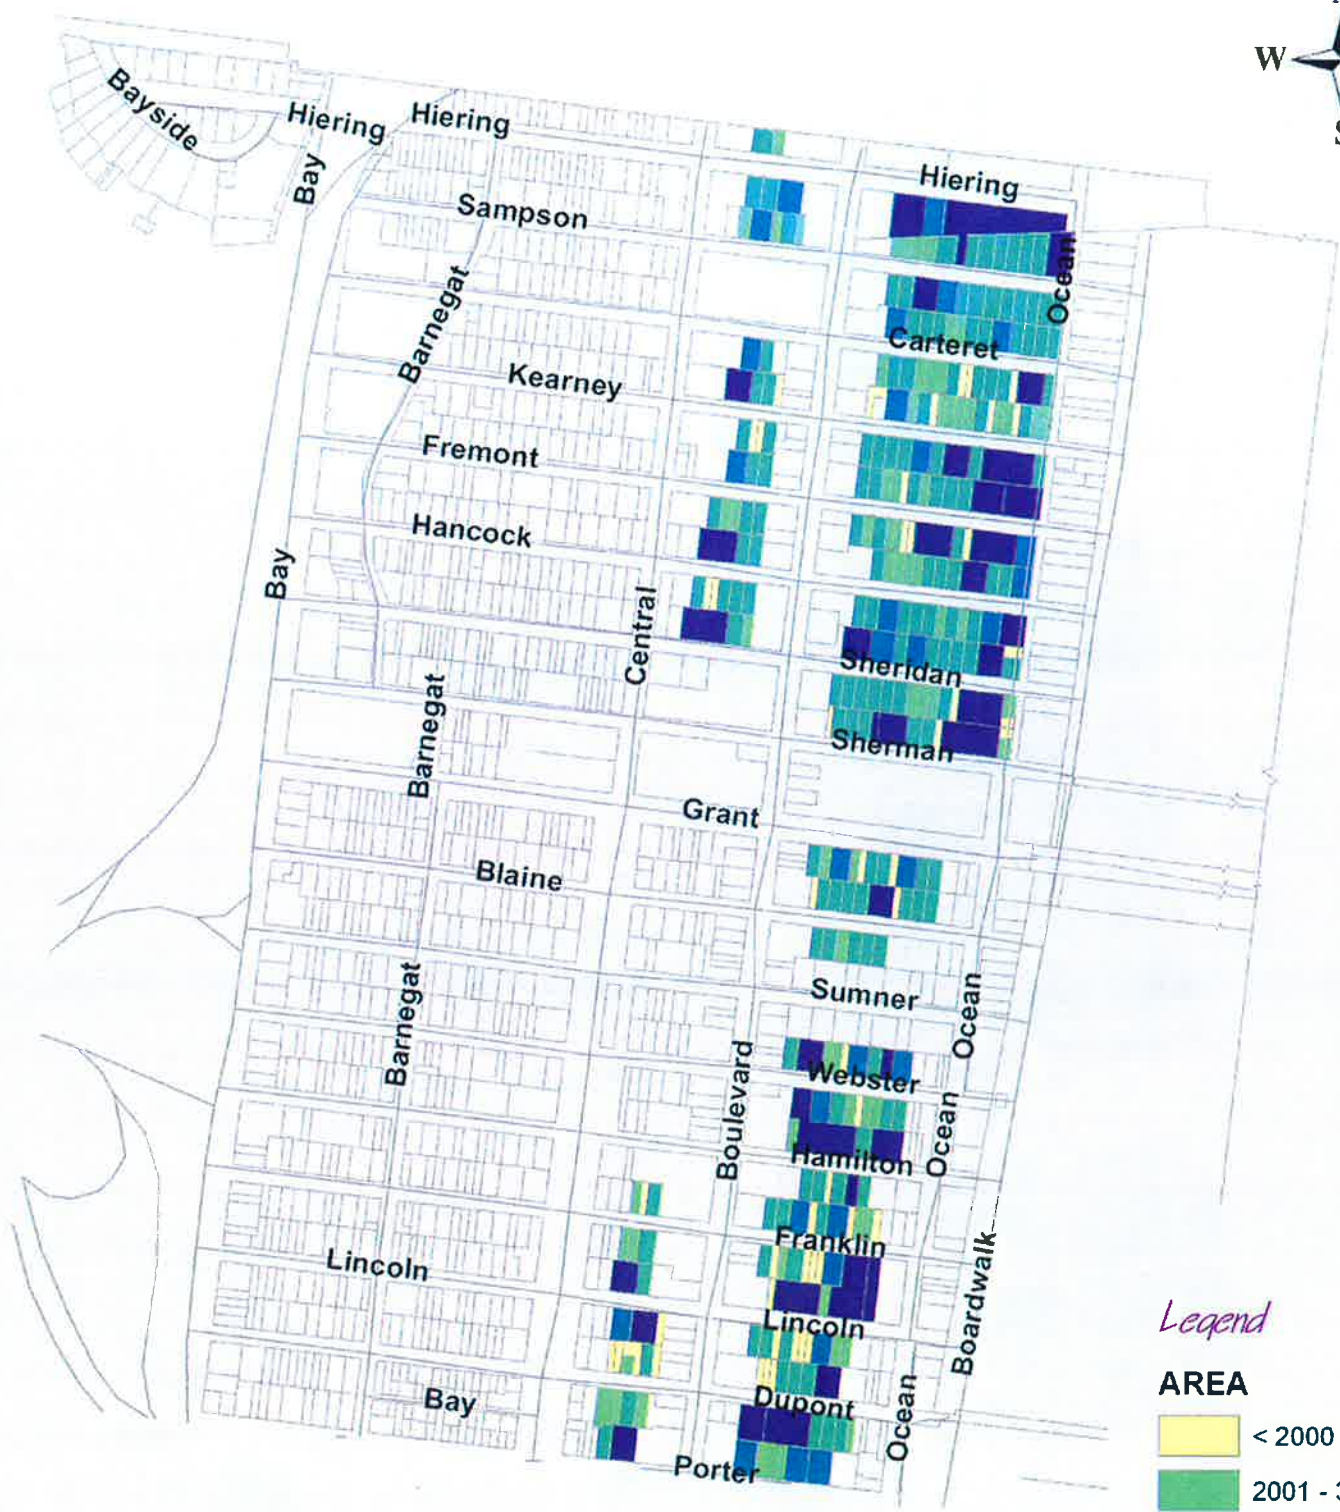 W
S
Bayside
Hiering
Hiering
Hiering
Bay
Sampson
Ocean
Barnegat
Carteret
Kearney
Fremont
Hancock
Bay
Central
Sheridan
Barnegat
Sherman
Grant
Blaine
Sumner
Barnegat
Ocean
Boulevard
Webster
Ocean
Hamilton
Franklin
Lincoln
Boardwalk
Lincoln
Legend
AREA
Bay
Dupont
Ocean
< 2000
Porter
2001 - 3